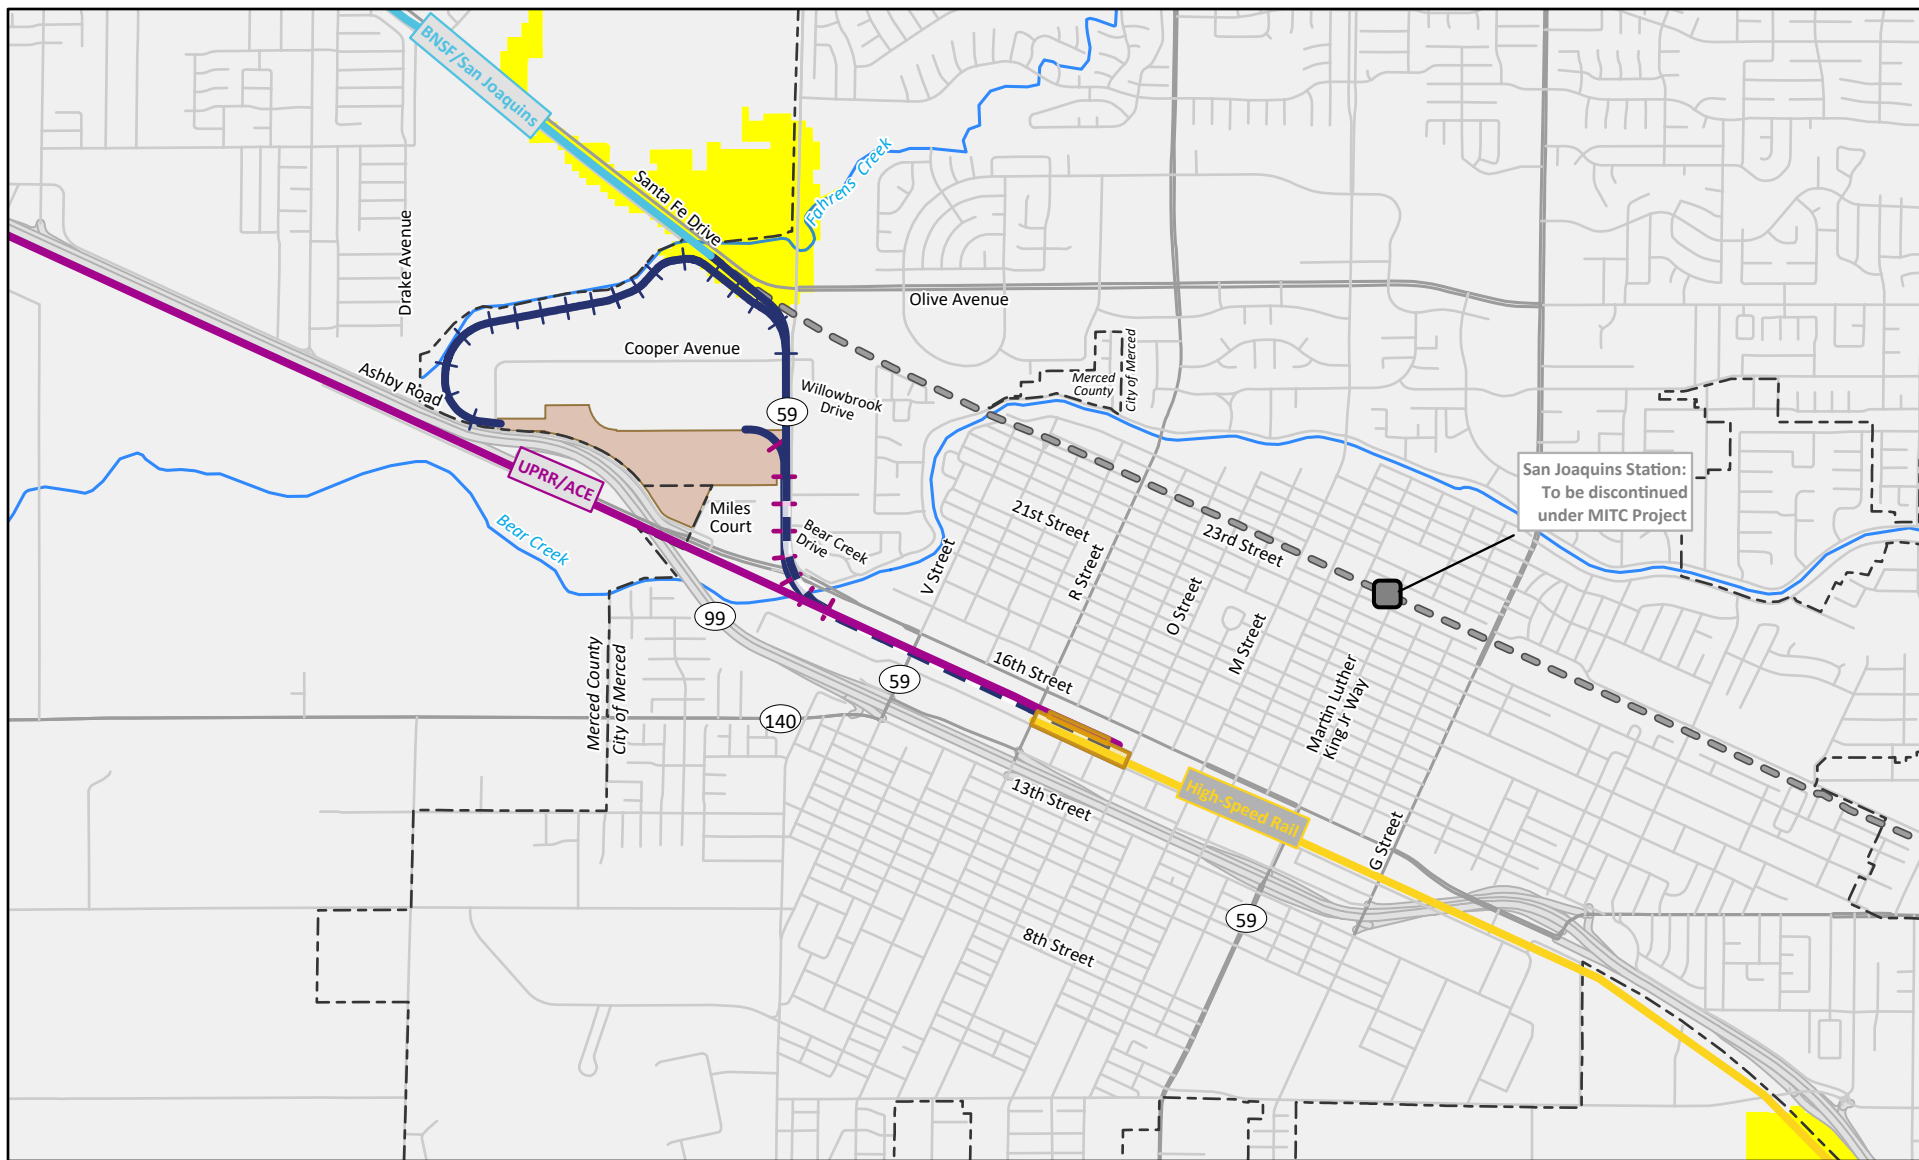 BNSF/San Joaquins
Fahrens Creek
Santa Fe Drive
Drake Avenue
Olive Avenue
Cooper Avenue
Merced
County
City of Merced
Ashby Road
Willowbrook
Drive
59
UPRR/ACE
San Joaquins Station:
To be discontinued
under MITC Project
Miles
Court
21st Street
23rd Street
Bear Creek
Bear Creek
Drive
V Street
R Street
O Street
99
M Street
16th Street
59
Merced County
City of Merced
Martin Luther
King Jr Way
140
13th Street
High-Speed Rail
G Street
59
8th Street